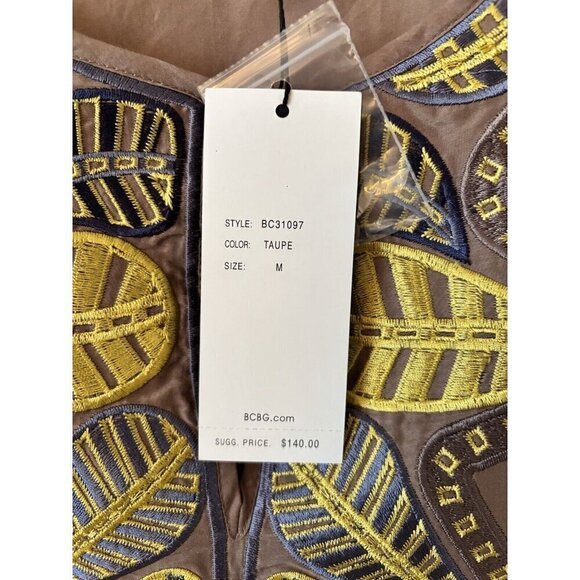 STYLE: BC31097
COLOR: TAUPE
SIZE: M
BCBG.com
SUGG. PRICE. $140.00